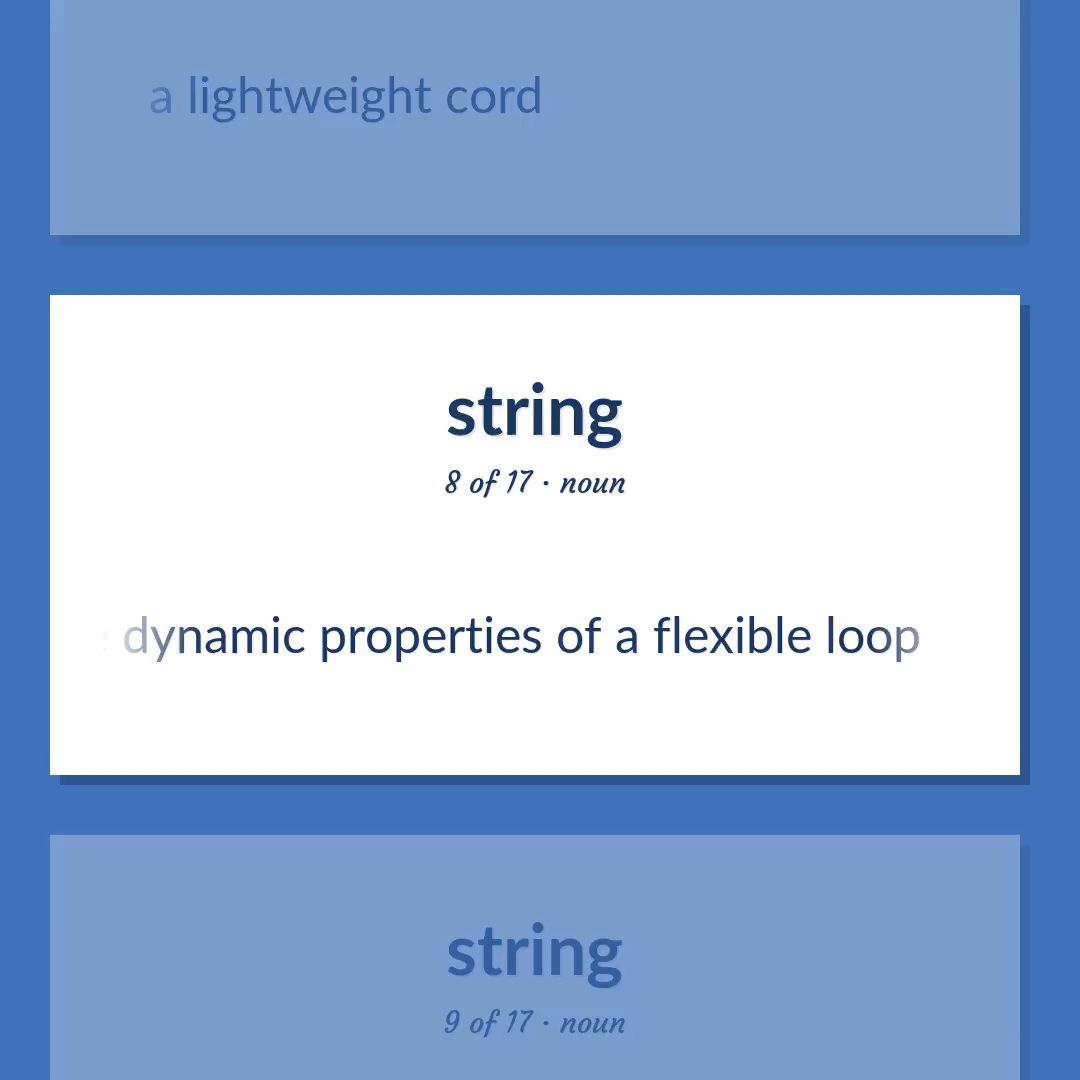 a lightweight cord
string
8 of 17 · noun
dynamic properties of a flexible loop
string
9 of 17 · noun